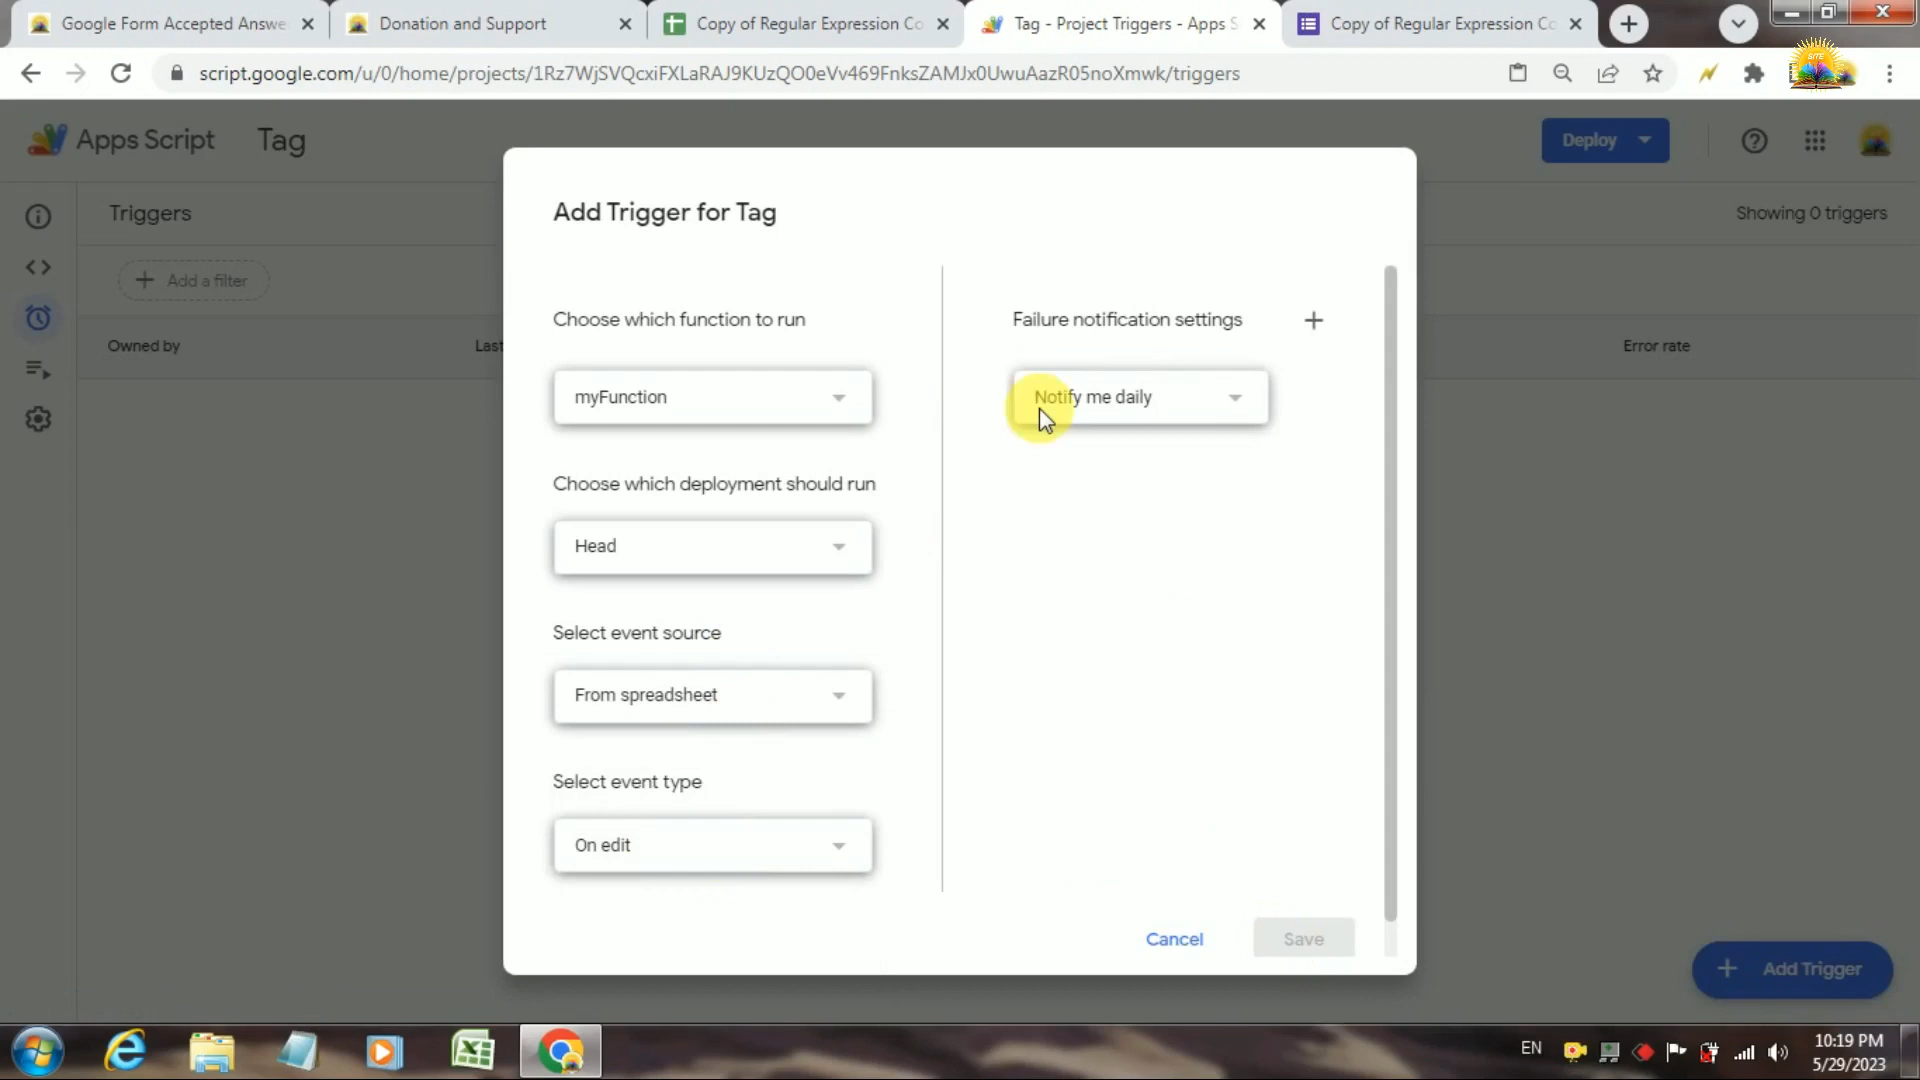 Google Form Accepted Answe
Donation and Support
Copy of Regular Expression Co
Tag - Project Triggers - Apps S
Copy of Regular Expression Co
script.google.com/u/0/home/projects/1Rz7WjSVQcxiFXLaRAJ9KUzQO0eVv469FnksZAMJx0UwuAazR05noXmwk/triggers
SITE
Apps Script
Tag
Deploy
Triggers
Showing 0 triggers
Add a filter
Owned by
Last
Error rate
Add Trigger for Tag
Choose which function to run
myFunction
Choose which deployment should run
Head
Select event source
From spreadsheet
Select event type
On edit
Failure notification settings
Notify me daily
Cancel
Save
Add Trigger
EN
10:19 PM
5/29/2023